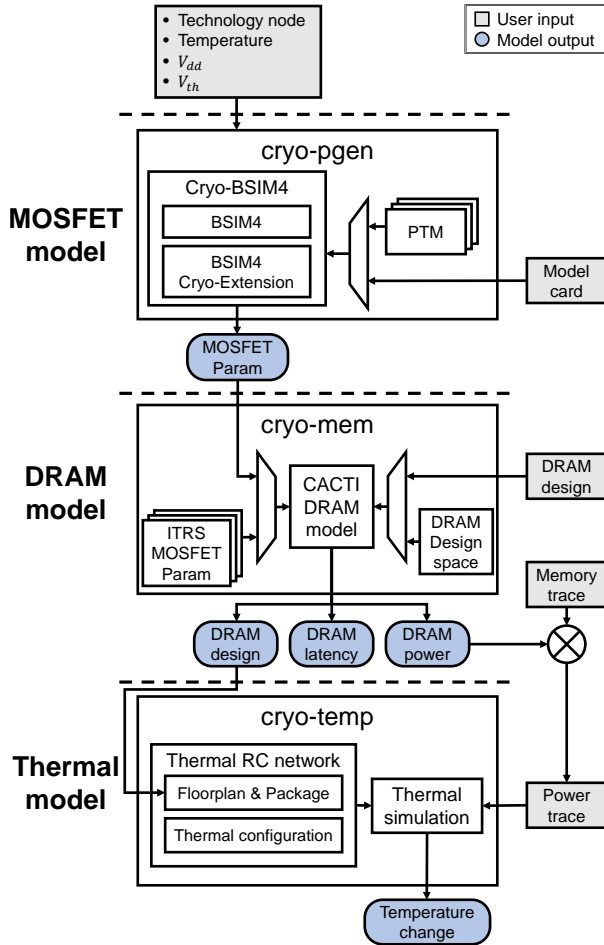 • Technology node
• Temperature
• V_dd
• V_th
User input
Model output
cryo-pgen
MOSFET
model
Cryo-BSIM4
BSIM4
BSIM4
Cryo-Extension
PTM
Model
card
MOSFET
Param
DRAM
model
cryo-mem
CACTI
DRAM
model
ITRS
MOSFET
Param
DRAM
Design
space
DRAM
design
Memory
trace
DRAM
design
DRAM
latency
DRAM
power
Thermal
model
cryo-temp
Thermal RC network
Floorplan & Package
Thermal configuration
Thermal
simulation
Power
trace
Temperature
change